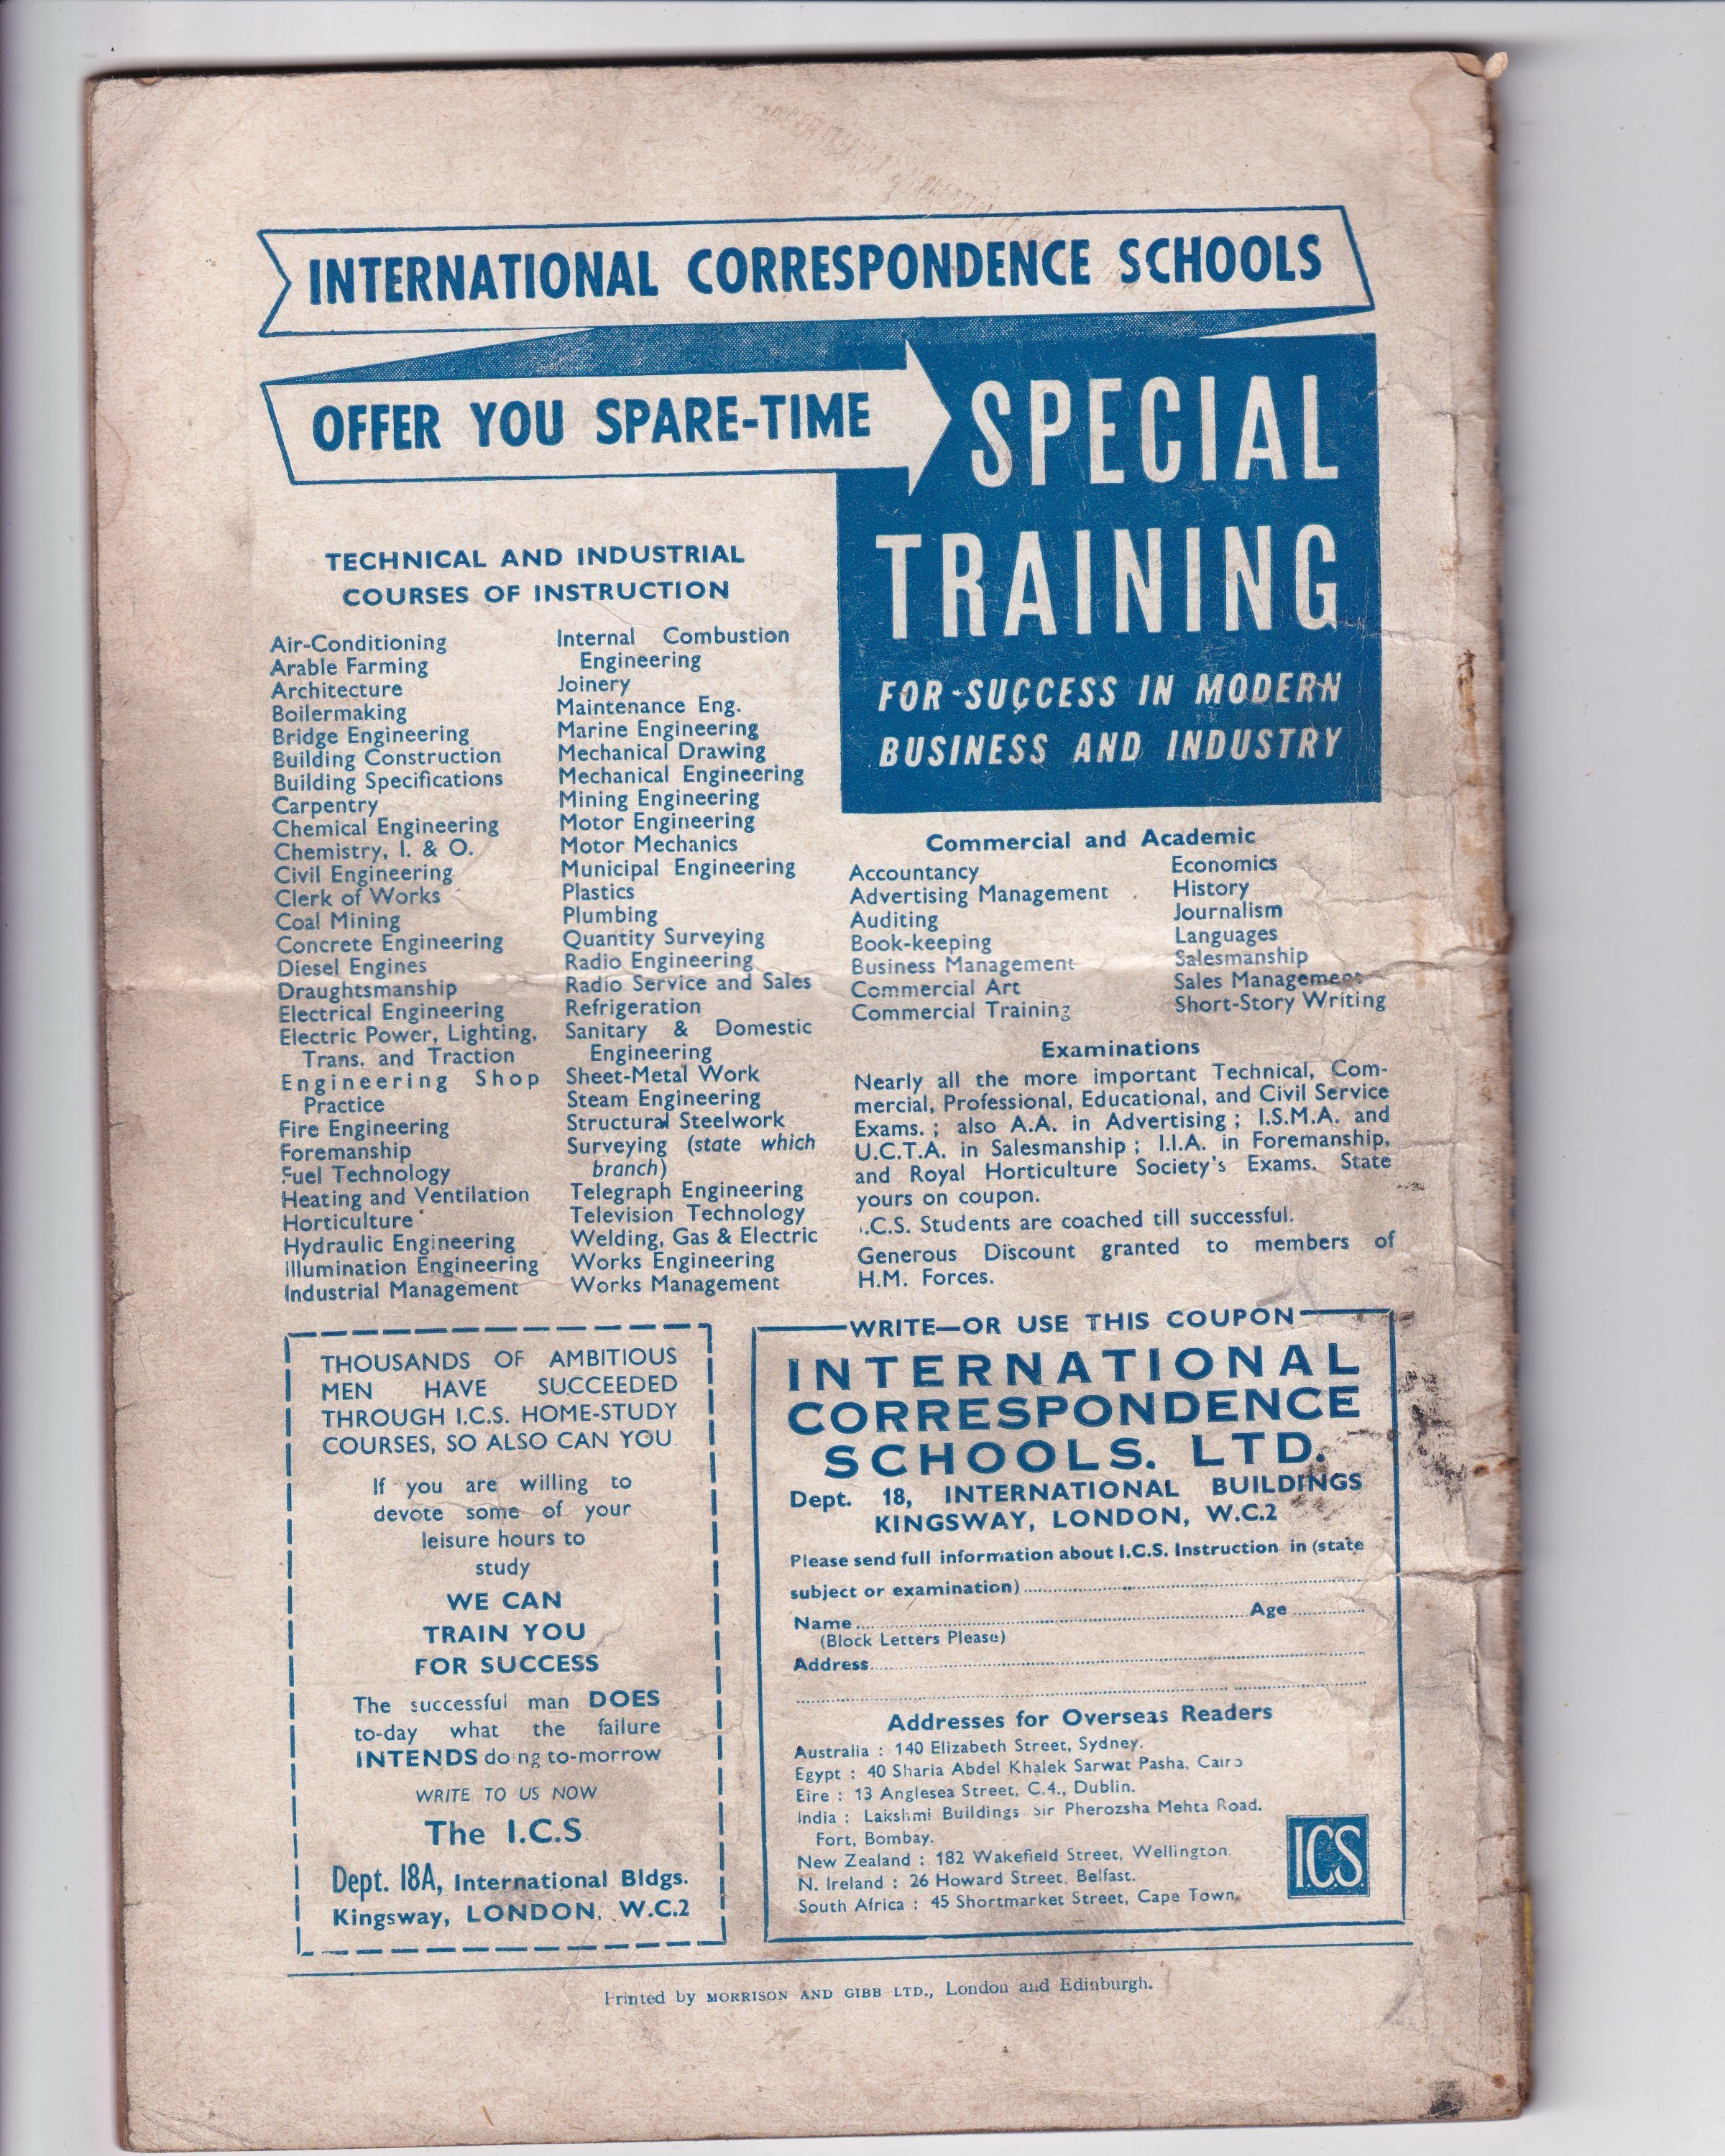 INTERNATIONAL CORRESPONDENCE SCHOOLS
OFFER YOU SPARE-TIME
SPECIAL
TRAINING
FOR SUCCESS IN MODERN
BUSINESS AND INDUSTRY
TECHNICAL AND INDUSTRIAL
COURSES OF INSTRUCTION
Air-Conditioning
Arable Farming
Architecture
Boilermaking
Bridge Engineering
Building Construction
Building Specifications
Carpentry
Chemical Engineering
Chemistry, I. & O.
Civil Engineering
Clerk of Works
Coal Mining
Concrete Engineering
Diesel Engines
Draughtsmanship
Electrical Engineering
Electric Power, Lighting,
Trans. and Traction
Engineering Shop
Practice
Fire Engineering
Foremanship
Fuel Technology
Heating and Ventilation
Horticulture
Hydraulic Engineering
Illumination Engineering
Industrial Management
Internal Combustion
Engineering
Joinery
Maintenance Eng.
Marine Engineering
Mechanical Drawing
Mechanical Engineering
Mining Engineering
Motor Engineering
Motor Mechanics
Municipal Engineering
Plastics
Plumbing
Quantity Surveying
Radio Engineering
Radio Service and Sales
Refrigeration
Sanitary & Domestic
Engineering
Sheet-Metal Work
Steam Engineering
Structural Steelwork
Surveying (state which
branch)
Telegraph Engineering
Television Technology
Welding, Gas & Electric
Works Engineering
Works Management
Commercial and Academic
Accountancy
Advertising Management
Auditing
Book-keeping
Business Management
Commercial Art
Commercial Training
Economics
History
Journalism
Languages
Salesmanship
Sales Management
Short-Story Writing
Examinations
Nearly all the more important Technical, Com-
mercial, Professional, Educational, and Civil Service
Exams. ; also A.A. in Advertising ; I.S.M.A. and
U.C.T.A. in Salesmanship ; I.I.A. in Foremanship,
and Royal Horticulture Society's Exams. State
yours on coupon.
I.C.S. Students are coached till successful.
Generous Discount granted to members of
H.M. Forces.
THOUSANDS OF AMBITIOUS
MEN HAVE SUCCEEDED
THROUGH I.C.S. HOME-STUDY
COURSES, SO ALSO CAN YOU.
If you are willing to
devote some of your
leisure hours to
study
WE CAN
TRAIN YOU
FOR SUCCESS
The successful man DOES
to-day what the failure
INTENDS doing to-morrow
WRITE TO US NOW
The I.C.S
Dept. 18A, International Bldgs.
Kingsway, LONDON, W.C.2
WRITE—OR USE THIS COUPON
INTERNATIONAL
CORRESPONDENCE
SCHOOLS. LTD.
Dept. 18, INTERNATIONAL BUILDINGS
KINGSWAY, LONDON, W.C.2
Please send full information about I.C.S. Instruction in (state
subject or examination)
Name Age
(Block Letters Please)
Address
Addresses for Overseas Readers
Australia : 140 Elizabeth Street, Sydney.
Egypt : 40 Sharia Abdel Khalek Sarwat Pasha, Cairo
Eire : 13 Anglesea Street, C.4., Dublin.
India : Lakshmi Buildings Sir Pherozsha Mehta Road.
Fort, Bombay.
New Zealand : 182 Wakefield Street, Wellington
N. Ireland : 26 Howard Street, Belfast.
South Africa : 45 Shortmarket Street, Cape Town.
I.C.S.
Printed by MORRISON AND GIBB LTD., London and Edinburgh.